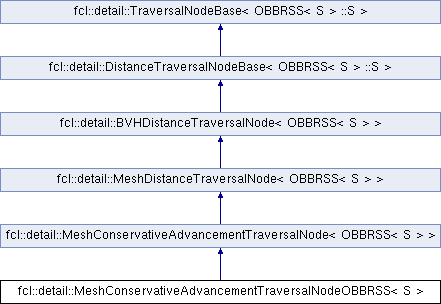 fcl::detail::TraversalNodeBase< OBBRSS< S > ::S >
fcl::detail::DistanceTraversalNodeBase< OBBRSS< S > ::S >
fcl::detail::BVHDistanceTraversalNode< OBBRSS< S > >
fcl::detail::MeshDistanceTraversalNode< OBBRSS< S > >
fcl::detail::MeshConservativeAdvancementTraversalNode< OBBRSS< S > >
fcl::detail::MeshConservativeAdvancementTraversalNodeOBBRSS< S >